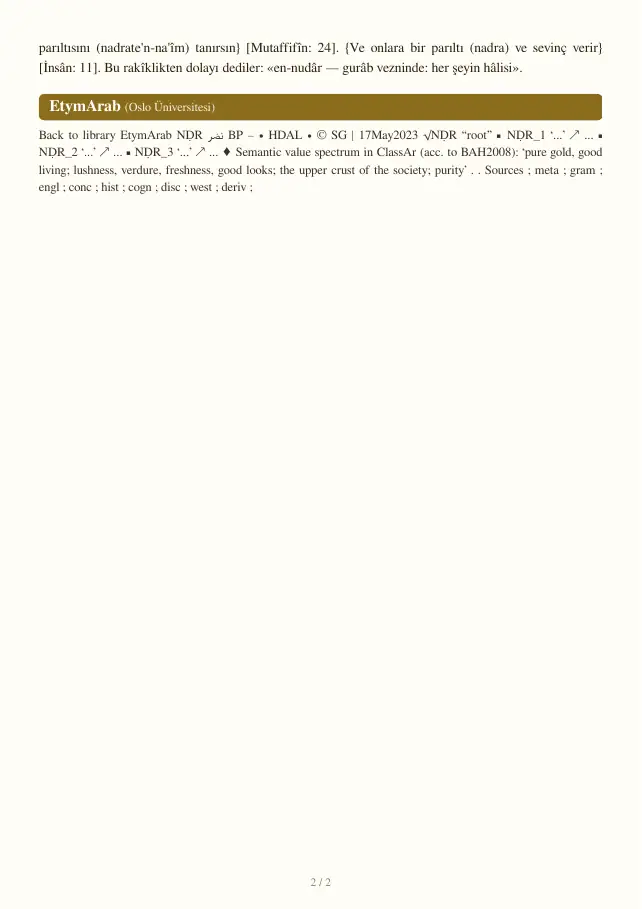 parıltısını (nadrate'n-na'îm) tanırsın} [Mutaffifîn: 24]. {Ve onlara bir parıltı (nadra) ve sevinç verir}
[İnsân: 11]. Bu rakîklikten dolayı dediler: «en-nudâr — gurâb vezninde: her şeyin hâlisi».
EtymArab (Oslo Üniversitesi)
Back to library EtymArab NḌR نضر BP – • HDAL • © SG | 17May2023 √NḌR “root” ▪ NḌR_1 ‘...’ ↗ ... ▪
NḌR_2 ‘...’ ↗ ... ▪ NḌR_3 ‘...’ ↗ ... ♦ Semantic value spectrum in ClassAr (acc. to BAH2008): ‘pure gold, good
living; lushness, verdure, freshness, good looks; the upper crust of the society; purity’ . . Sources ; meta ; gram ;
engl ; conc ; hist ; cogn ; disc ; west ; deriv ;
2 / 2